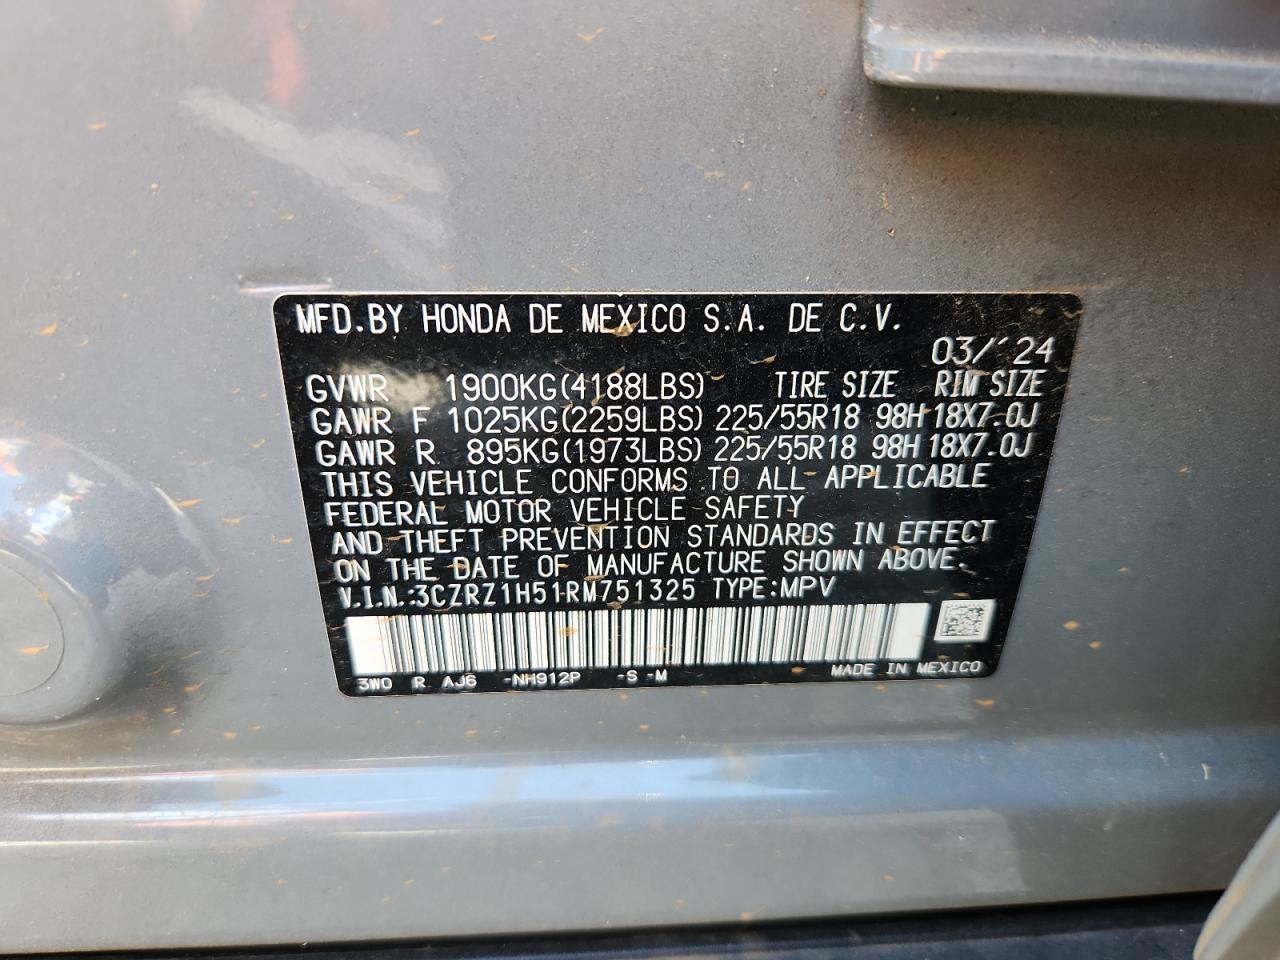 MFD.BY HONDA DE MEXICO S.A. DE C.V.
03/'24
GVWR 1900KG(4188LBS) TIRE SIZE RIM SIZE
GAWR F 1025KG(2259LBS) 225/55R18 98H 18X7.0J
GAWR R 895KG(1973LBS) 225/55R18 98H 18X7.0J
THIS VEHICLE CONFORMS TO ALL APPLICABLE
FEDERAL MOTOR VEHICLE SAFETY
AND THEFT PREVENTION STANDARDS IN EFFECT
ON THE DATE OF MANUFACTURE SHOWN ABOVE.
V.I.N.:3CZRZ1H51RM751325 TYPE:MPV
3W0 R AJ6 -NH912P -S -M MADE IN MEXICO